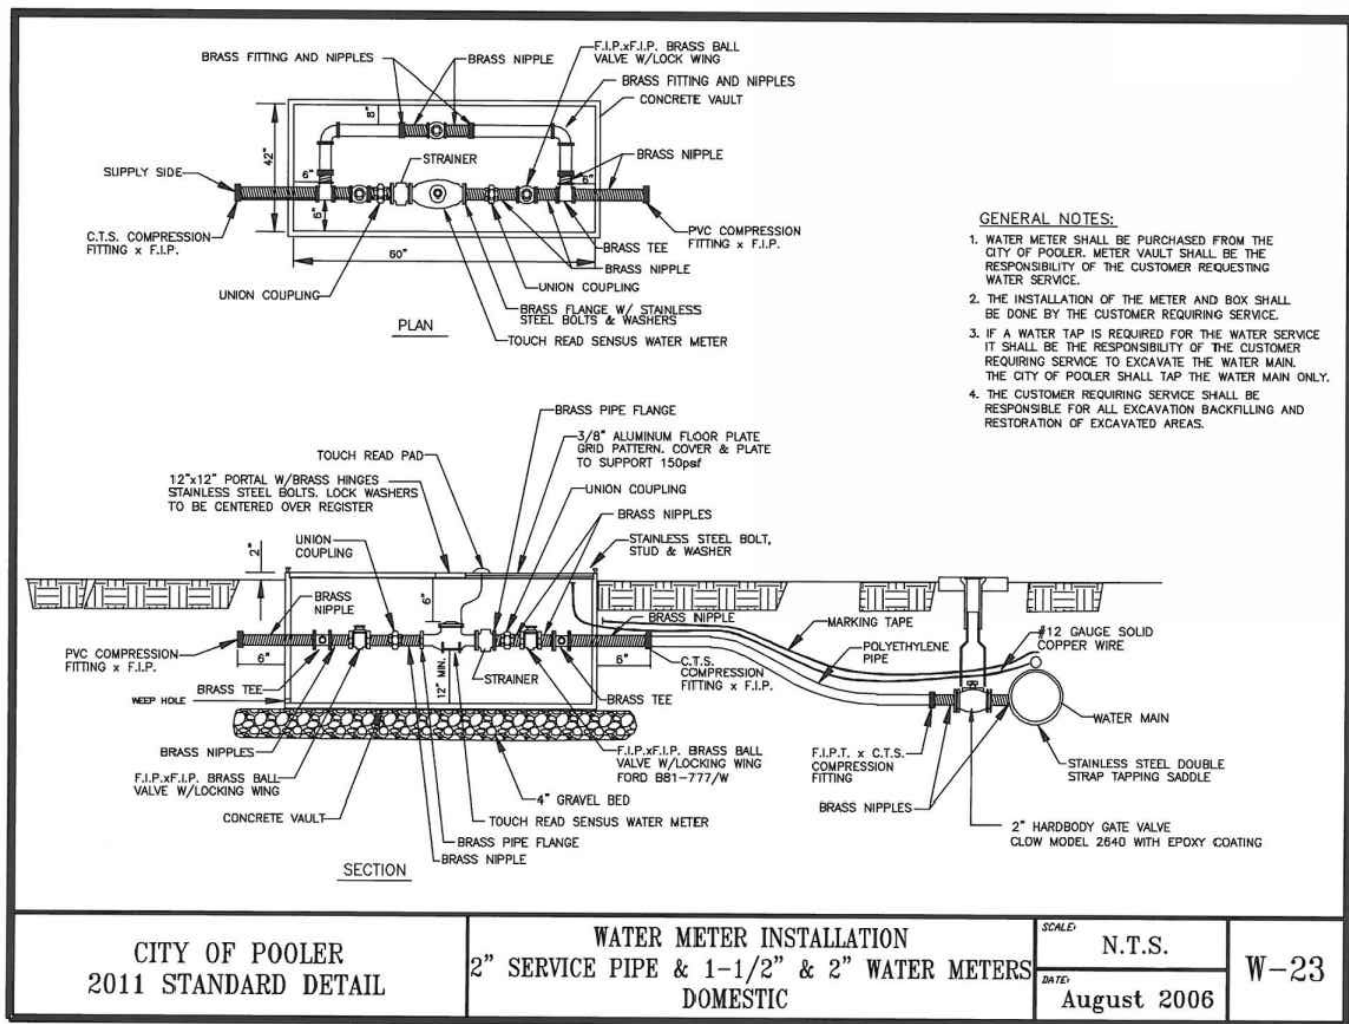 BRASS FITTING AND NIPPLES
BRASS NIPPLE
F.I.P.xF.I.P. BRASS BALL
VALVE W/LOCK WING
BRASS FITTING AND NIPPLES
CONCRETE VAULT
8"
42"
STRAINER
BRASS NIPPLE
SUPPLY SIDE
6"
6"
6"
C.T.S. COMPRESSION
FITTING x F.I.P.
PVC COMPRESSION
FITTING x F.I.P.
BRASS TEE
60"
BRASS NIPPLE
UNION COUPLING
UNION COUPLING
BRASS FLANGE W/ STAINLESS
STEEL BOLTS & WASHERS
PLAN
TOUCH READ SENSUS WATER METER
GENERAL NOTES:
1. WATER METER SHALL BE PURCHASED FROM THE
CITY OF POOLER. METER VAULT SHALL BE THE
RESPONSIBILITY OF THE CUSTOMER REQUESTING
WATER SERVICE.
2. THE INSTALLATION OF THE METER AND BOX SHALL
BE DONE BY THE CUSTOMER REQUIRING SERVICE.
3. IF A WATER TAP IS REQUIRED FOR THE WATER SERVICE
IT SHALL BE THE RESPONSIBILITY OF THE CUSTOMER
REQUIRING SERVICE TO EXCAVATE THE WATER MAIN.
THE CITY OF POOLER SHALL TAP THE WATER MAIN ONLY.
4. THE CUSTOMER REQUIRING SERVICE SHALL BE
RESPONSIBLE FOR ALL EXCAVATION BACKFILLING AND
RESTORATION OF EXCAVATED AREAS.
BRASS PIPE FLANGE
3/8" ALUMINUM FLOOR PLATE
GRID PATTERN. COVER & PLATE
TO SUPPORT 150psf
TOUCH READ PAD
12"x12" PORTAL W/BRASS HINGES
STAINLESS STEEL BOLTS. LOCK WASHERS
TO BE CENTERED OVER REGISTER
UNION COUPLING
BRASS NIPPLES
STAINLESS STEEL BOLT,
STUD & WASHER
UNION
COUPLING
2"
BRASS
NIPPLE
6"
BRASS NIPPLE
MARKING TAPE
#12 GAUGE SOLID
COPPER WIRE
POLYETHYLENE
PIPE
PVC COMPRESSION
FITTING x F.I.P.
6"
6"
C.T.S.
COMPRESSION
FITTING x F.I.P.
12" MIN.
STRAINER
BRASS TEE
BRASS TEE
WEEP HOLE
WATER MAIN
BRASS NIPPLES
F.I.P.xF.I.P. BRASS BALL
VALVE W/LOCKING WING
FORD B81-777/W
F.I.P.T. x C.T.S.
COMPRESSION
FITTING
STAINLESS STEEL DOUBLE
STRAP TAPPING SADDLE
F.I.P.xF.I.P. BRASS BALL
VALVE W/LOCKING WING
4" GRAVEL BED
BRASS NIPPLES
CONCRETE VAULT
TOUCH READ SENSUS WATER METER
2" HARDBODY GATE VALVE
CLOW MODEL 2640 WITH EPOXY COATING
BRASS PIPE FLANGE
BRASS NIPPLE
SECTION
CITY OF POOLER
2011 STANDARD DETAIL
WATER METER INSTALLATION
2" SERVICE PIPE & 1-1/2" & 2" WATER METERS
DOMESTIC
SCALE:
N.T.S.
DATE:
August 2006
W-23